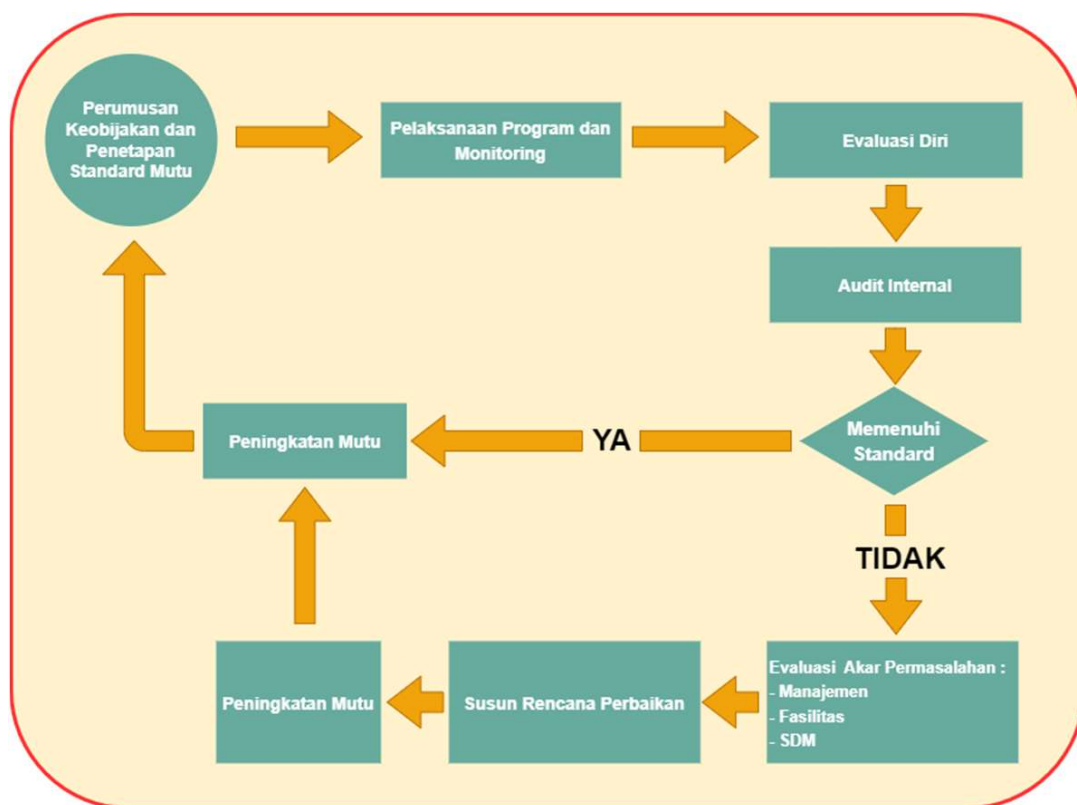 Perumusan
Keobijakan dan
Penetapan
Standard Mutu
Pelaksanaan Program dan
Monitoring
Evaluasi Diri
Audit Internal
Memenuhi
Standard
YA
Peningkatan Mutu
TIDAK
Evaluasi Akar Permasalahan :
- Manajemen
- Fasilitas
- SDM
Susun Rencana Perbaikan
Peningkatan Mutu